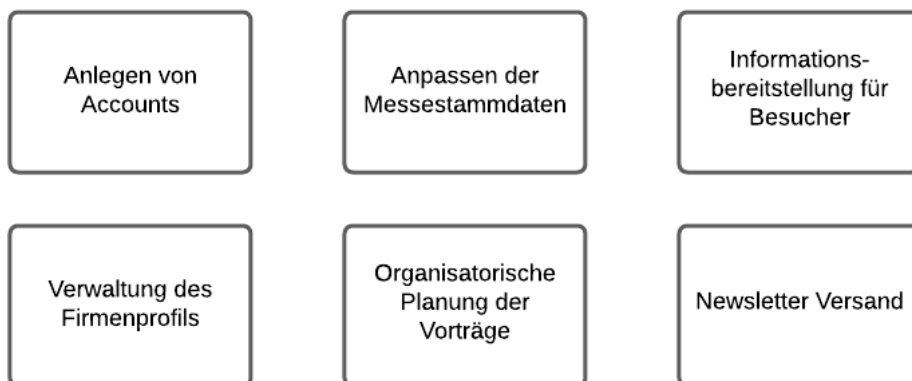 Anlegen von
Accounts
Anpassen der
Messestammdaten
Informations-
bereitstellung für
Besucher
Verwaltung des
Firmenprofils
Organisatorische
Planung der
Vorträge
Newsletter Versand